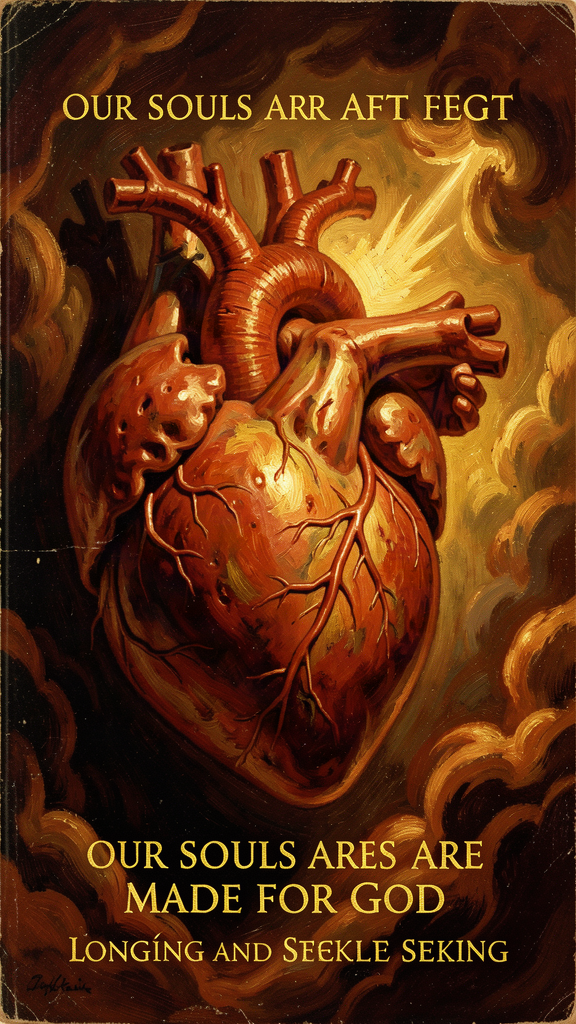 OUR SOULS ARR AFT FEGT
OUR SOULS ARES ARE
MADE FOR GOD
LONGÍNG AND SEEKLE SEKING